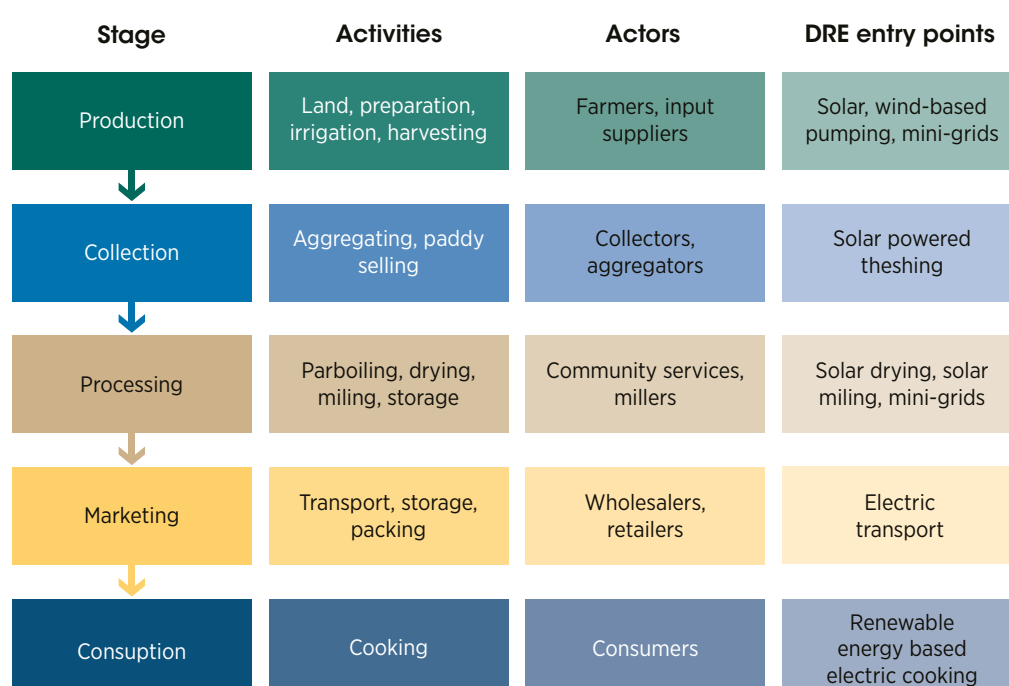 Stage
Activities
Actors
DRE entry points
Production
Land, preparation,
irrigation, harvesting
Farmers, input
suppliers
Solar, wind-based
pumping, mini-grids
Collection
Aggregating, paddy
selling
Collectors,
aggregators
Solar powered
theshing
Processing
Parboiling, drying,
miling, storage
Community services,
millers
Solar drying, solar
miling, mini-grids
Marketing
Transport, storage,
packing
Wholesalers,
retailers
Electric
transport
Consuption
Cooking
Consumers
Renewable
energy based
electric cooking